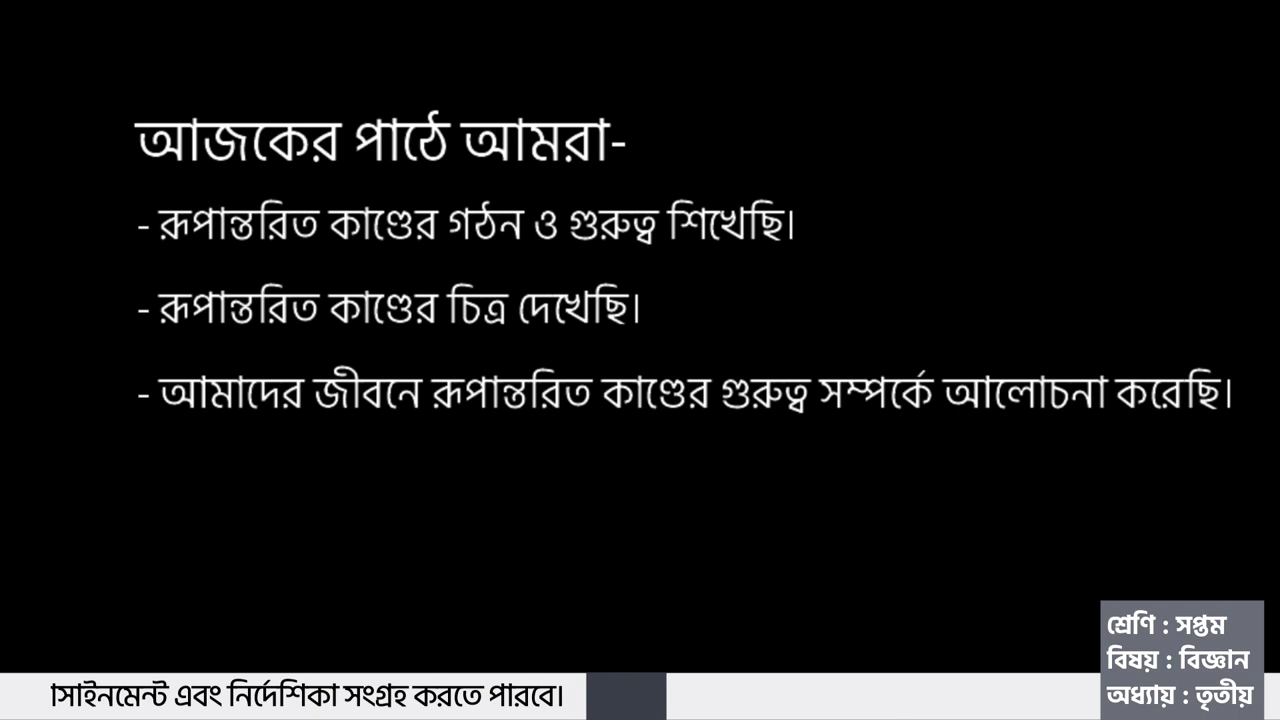 আজকের পাঠে আমরা-
- রূপান্তরিত কাণ্ডের গঠন ও গুরুত্ব শিখেছি।
- রূপান্তরিত কাণ্ডের চিত্র দেখেছি।
- আমাদের জীবনে রূপান্তরিত কাণ্ডের গুরুত্ব সম্পর্কে আলোচনা করেছি।
শ্রেণি : সপ্তম
বিষয় : বিজ্ঞান
অধ্যায় : তৃতীয়
এবং নির্দেশিকা সংগ্রহ করতে পারবে।